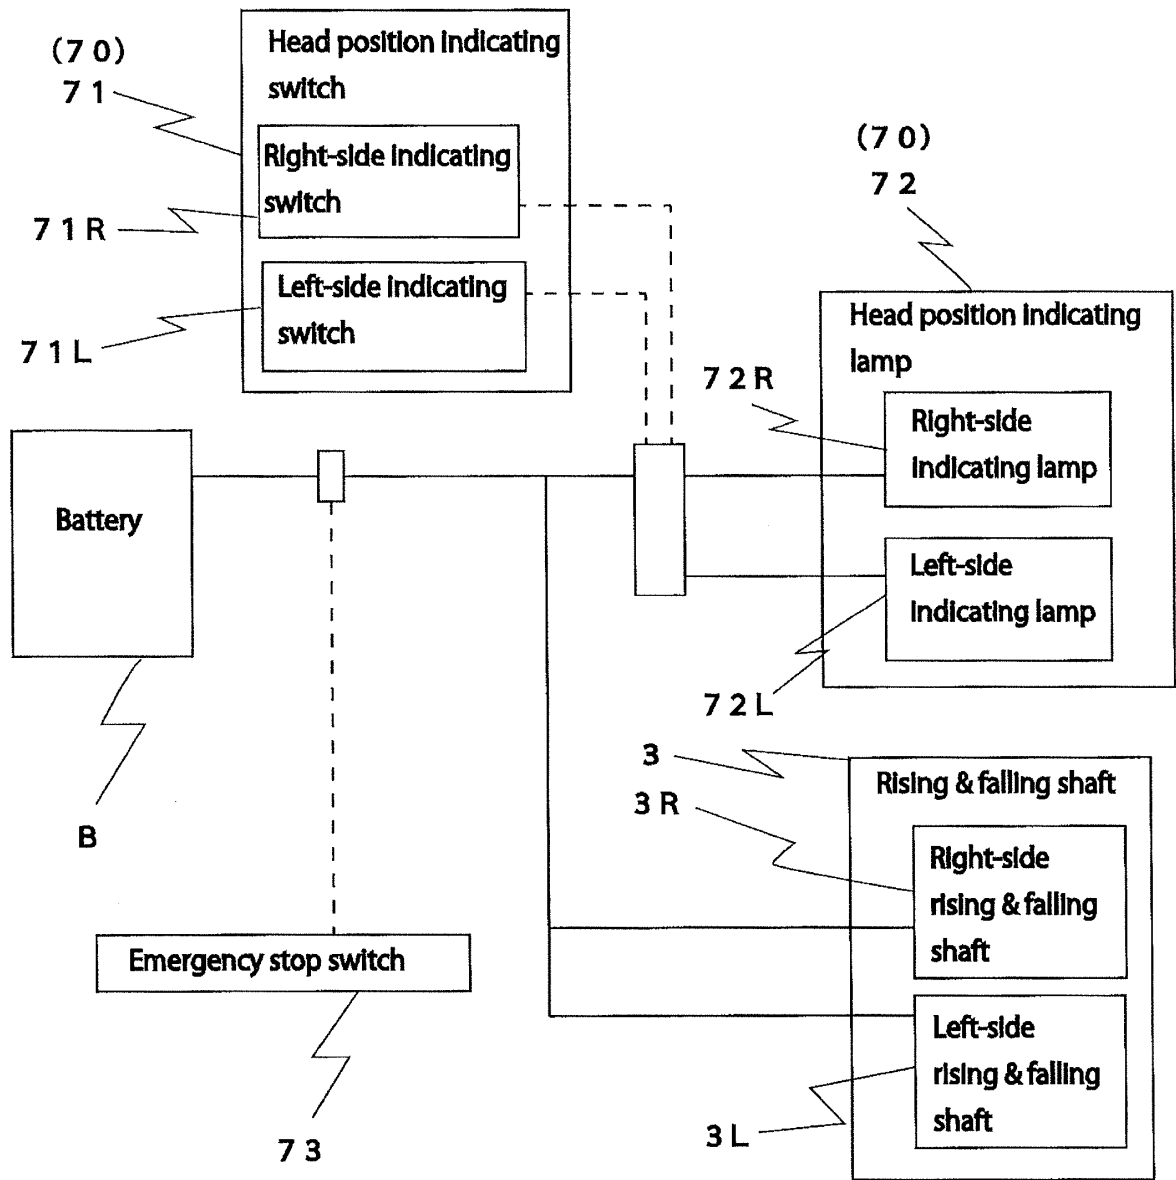 (70)
71
Head position indicating
switch
Right-side indicating
switch
71R
Left-side indicating
switch
71L
(70)
72
Head position indicating
lamp
72R
Right-side
indicating lamp
Left-side
indicating lamp
72L
Battery
B
Emergency stop switch
73
3
Rising & falling shaft
3R
Right-side
rising & falling
shaft
Left-side
rising & falling
shaft
3L